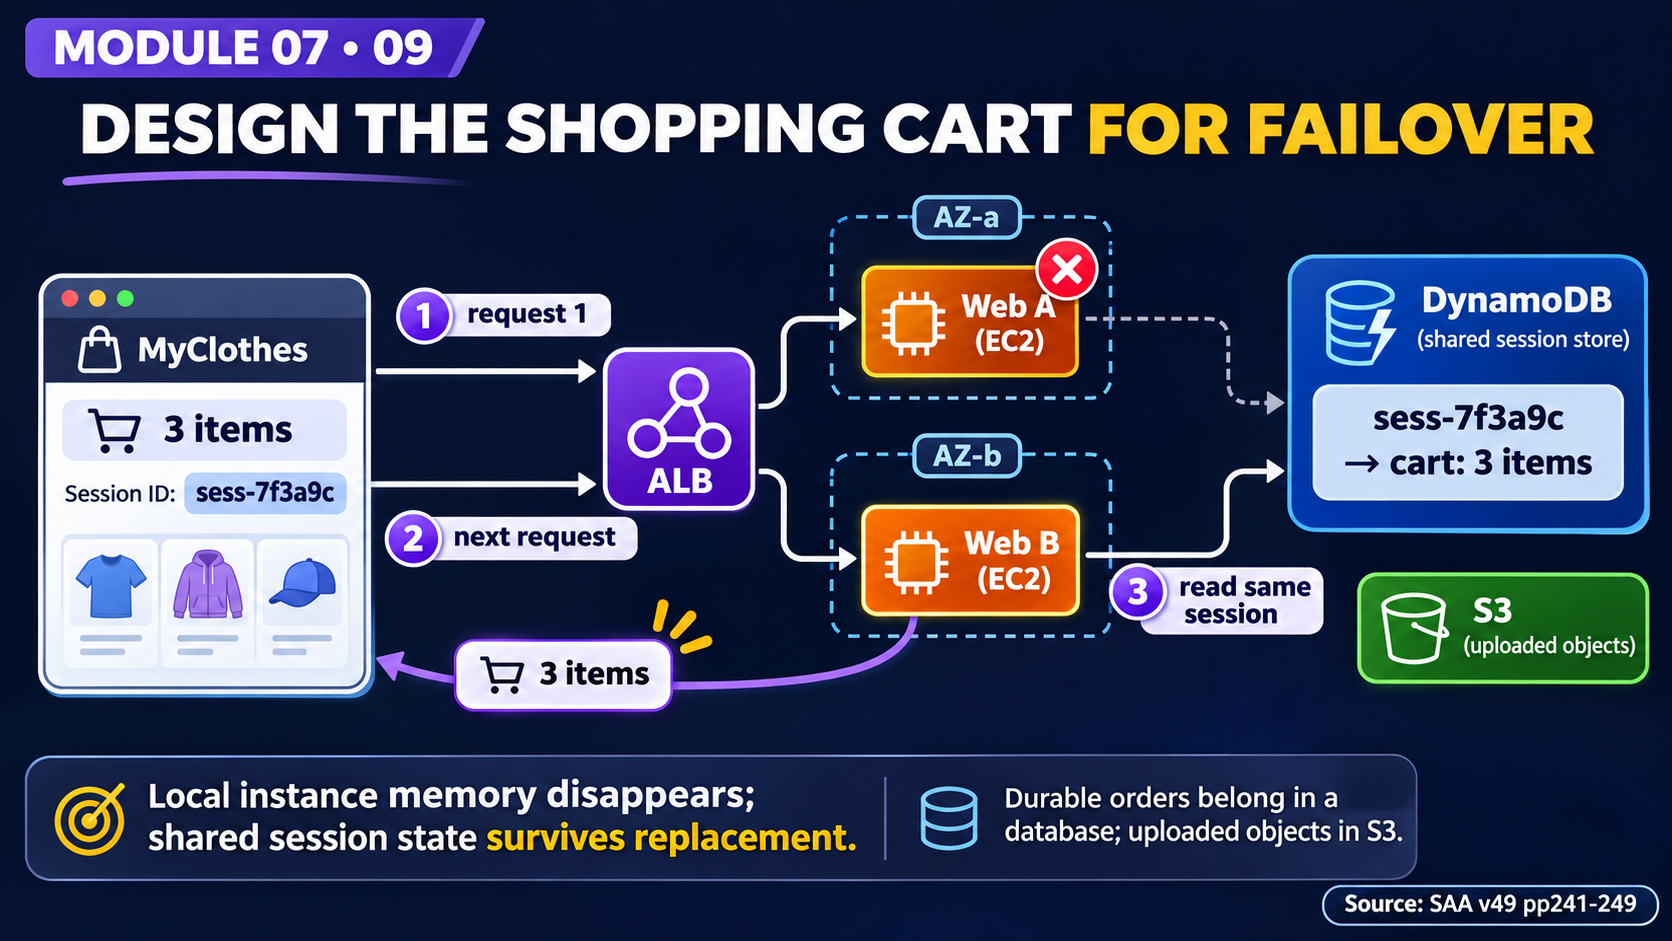 MODULE 07 • 09
DESIGN THE SHOPPING CART FOR FAILOVER
MyClothes
3 items
Session ID: sess-7f3a9c
1 request 1
2 next request
ALB
AZ-a
Web A
(EC2)
AZ-b
Web B
(EC2)
3 read same
session
3 items
DynamoDB
(shared session store)
sess-7f3a9c
→ cart: 3 items
S3
(uploaded objects)
Local instance memory disappears;
shared session state survives replacement.
Durable orders belong in a
database; uploaded objects in S3.
Source: SAA v49 pp241-249